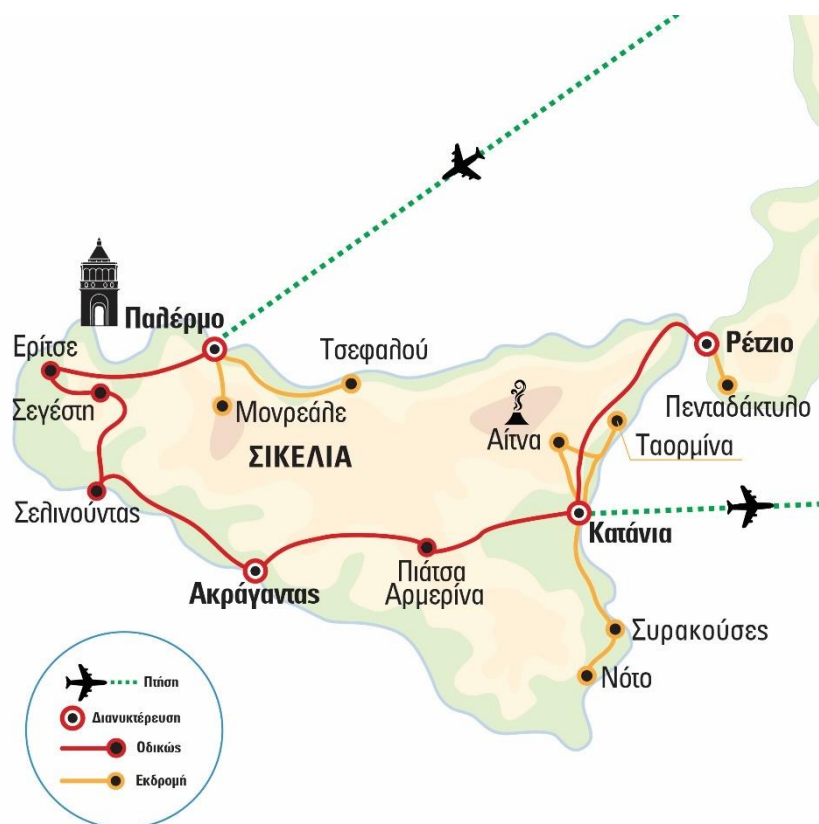 Παλέρμο
Ερίτσε
Τσεφαλού
Ρέτζιο
Σεγέστη
Μονρεάλε
Πενταδάκτυλο
Αίτνα
Ταορμίνα
ΣΙΚΕΛΙΑ
Σελινούντας
Κατάνια
Ακράγαντας
Πιάτσα
Αρμερίνα
Συρακούσες
Νότο
Πτήση
Διανυκτέρευση
Οδικώς
Εκδρομή